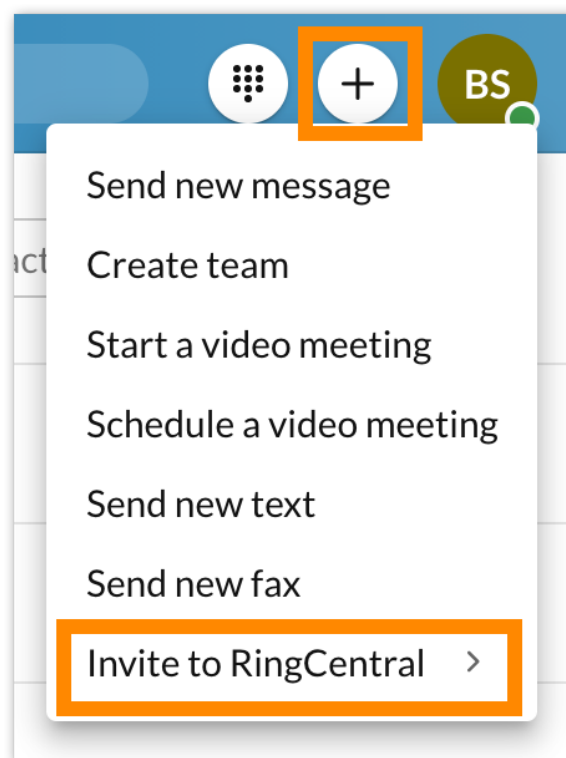 BS
Send new message
act
Create team
Start a video meeting
Schedule a video meeting
Send new text
Send new fax
Invite to RingCentral